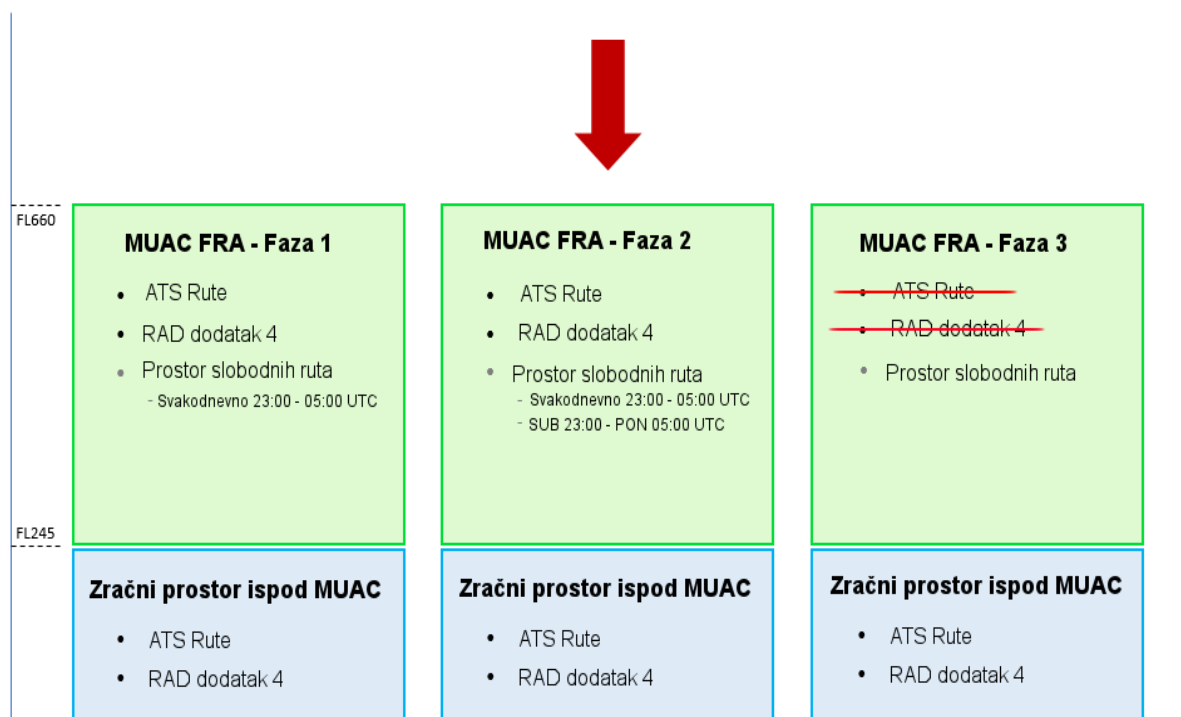 FL660
MUAC FRA - Faza 1
• ATS Rute
• RAD dodatak 4
• Prostor slobodnih ruta
- Svakodnevno 23:00 - 05:00 UTC
MUAC FRA - Faza 2
• ATS Rute
• RAD dodatak 4
• Prostor slobodnih ruta
- Svakodnevno 23:00 - 05:00 UTC
- SUB 23:00 - PON 05:00 UTC
MUAC FRA - Faza 3
• ATS Rute
• RAD dodatak 4
• Prostor slobodnih ruta
FL245
Zračni prostor ispod MUAC
• ATS Rute
• RAD dodatak 4
Zračni prostor ispod MUAC
• ATS Rute
• RAD dodatak 4
Zračni prostor ispod MUAC
• ATS Rute
• RAD dodatak 4